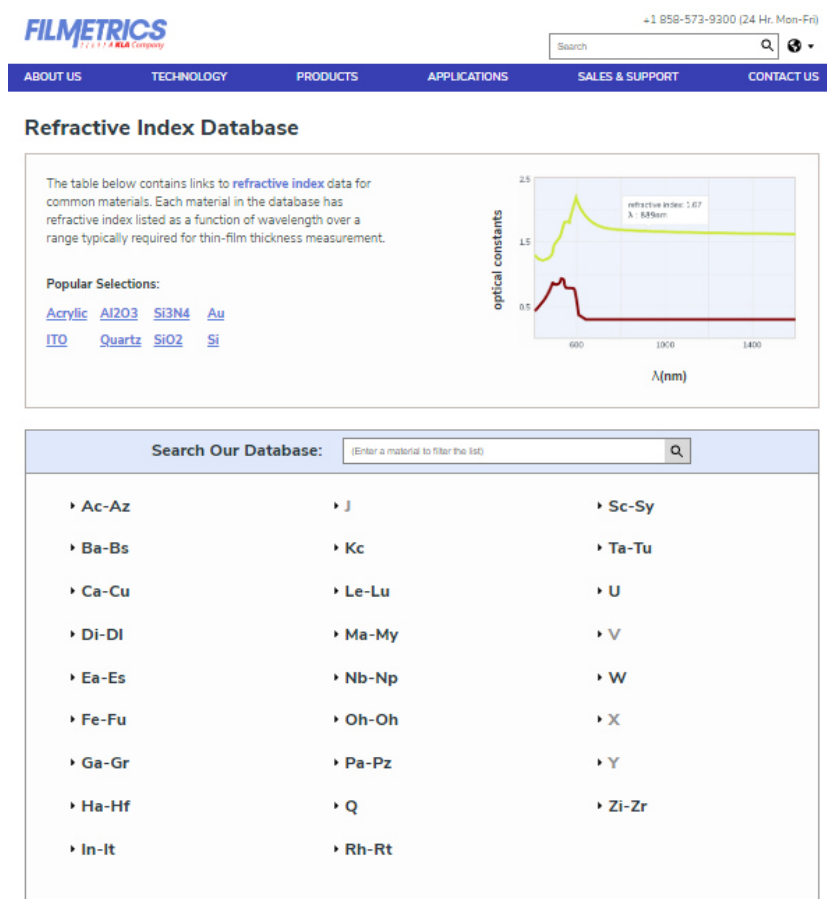 +1 858-573-9300 (24 Hr. Mon-Fri)
FILMETRICS
A KLA Company
Search
ABOUT US TECHNOLOGY PRODUCTS APPLICATIONS SALES & SUPPORT CONTACT US
Refractive Index Database
The table below contains links to refractive index data for
common materials. Each material in the database has
refractive index listed as a function of wavelength over a
range typically required for thin-film thickness measurement.
Popular Selections:
Acrylic Al2O3 Si3N4 Au
ITO Quartz SiO2 Si
optical constants
2.5
1.5
0.5
refractive index: 1.67
λ : 889nm
600 1000 1400
λ(nm)
Search Our Database: (Enter a material to filter the list)
Ac-Az J Sc-Sy
Ba-Bs Kc Ta-Tu
Ca-Cu Le-Lu U
Di-Dl Ma-My V
Ea-Es Nb-Np W
Fe-Fu Oh-Oh X
Ga-Gr Pa-Pz Y
Ha-Hf Q Zi-Zr
In-It Rh-Rt